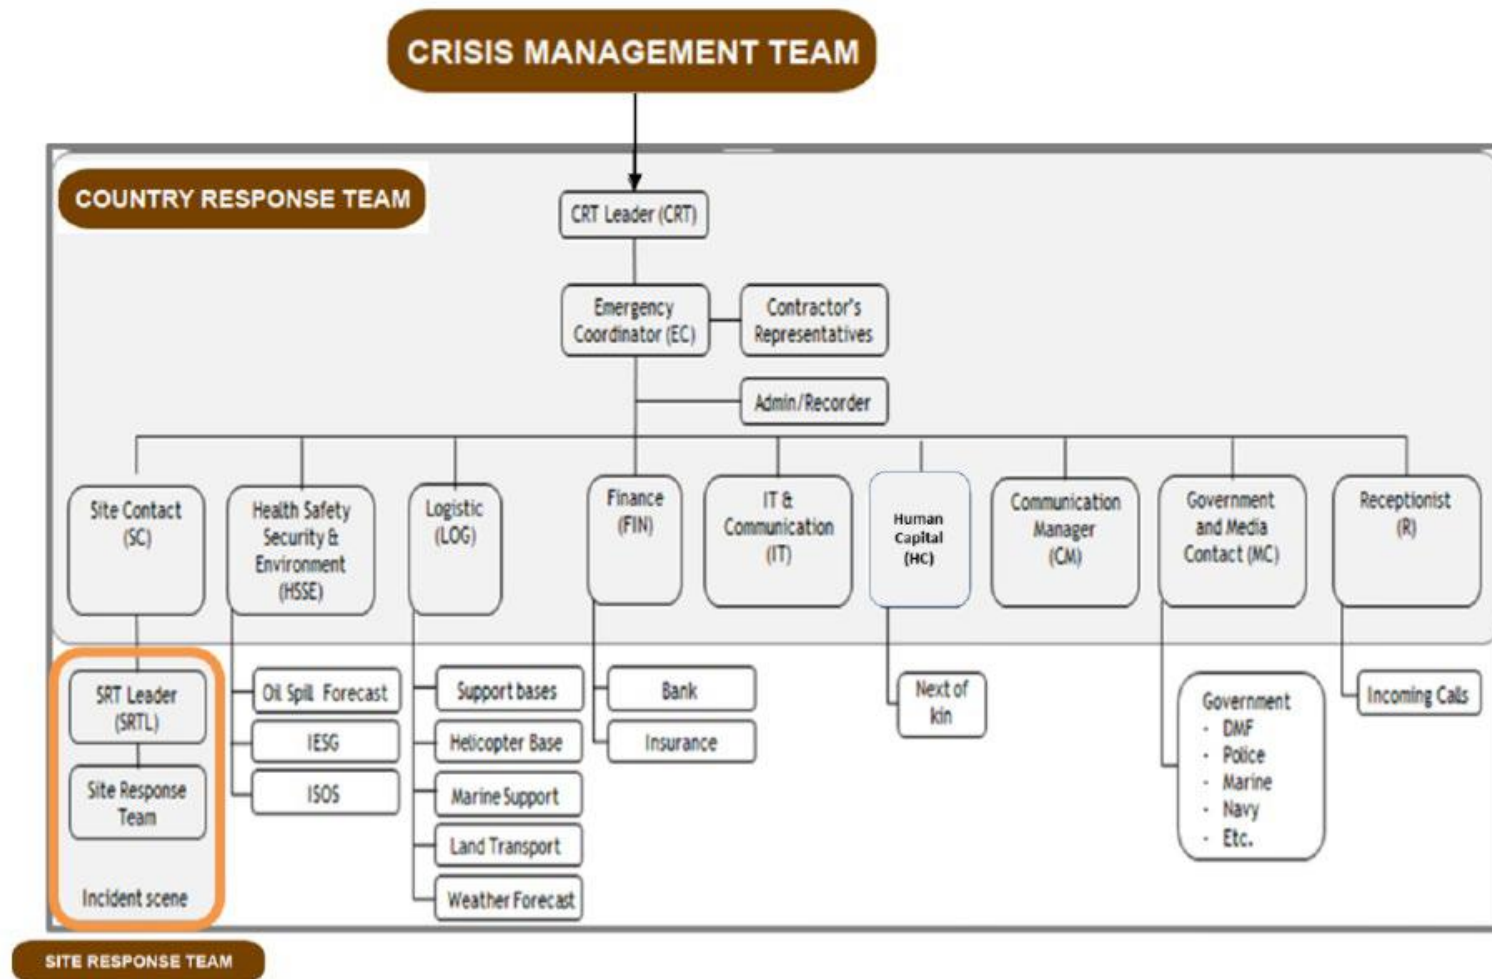 CRISIS MANAGEMENT TEAM
COUNTRY RESPONSE TEAM
CRT Leader (CRT)
Emergency
Coordinator (EC)
Contractor's
Representatives
Admin/Recorder
Site Contact
(SC)
Health Safety
Security &
Environment
(HSSE)
Logistic
(LOG)
Finance
(FIN)
IT &
Communication
(IT)
Human
Capital
(HC)
Communication
Manager
(CM)
Government
and Media
Contact (MC)
Receptionist
(R)
SRT Leader
(SRTL)
Site Response
Team
Incident scene
Oil Spill Forecast
IESG
ISOS
Support bases
Helicopter Base
Marine Support
Land Transport
Weather Forecast
Bank
Insurance
Next of
kin
Government
- DMF
- Police
- Marine
- Navy
- Etc.
Incoming Calls
SITE RESPONSE TEAM